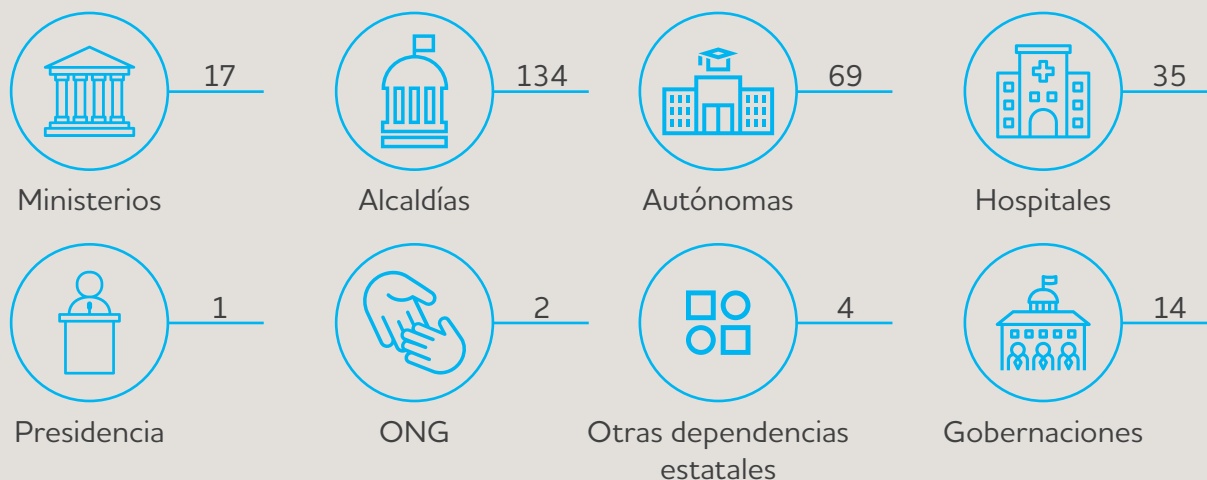 17
134
69
35
Ministerios
Alcaldías
Autónomas
Hospitales
1
2
4
14
Presidencia
ONG
Otras dependencias
estatales
Gobernaciones